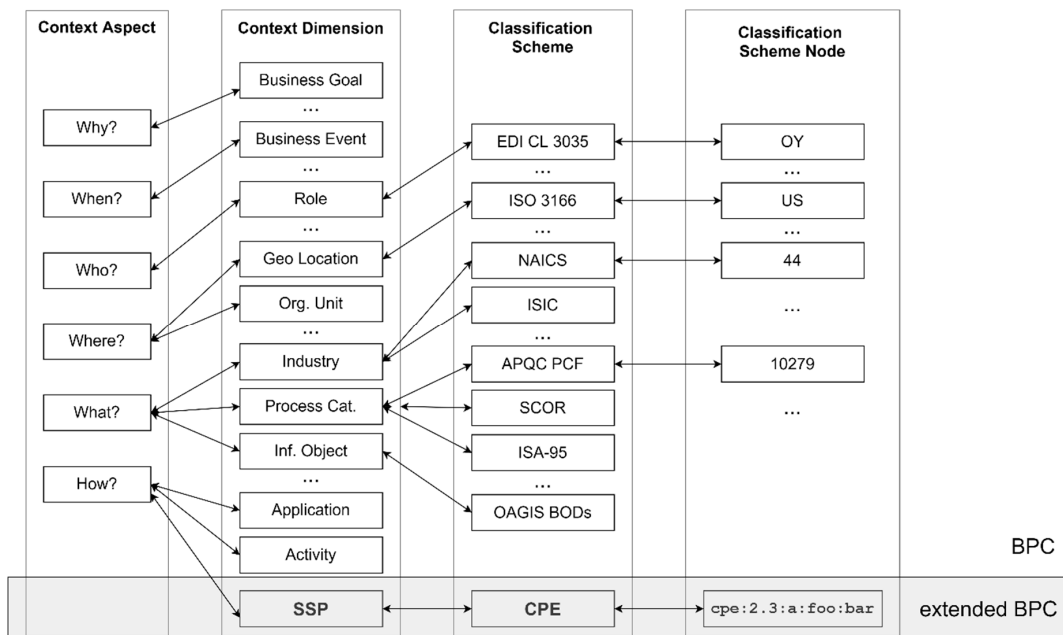 Context Aspect
Why?
When?
Who?
Where?
What?
How?
Context Dimension
Business Goal
...
Business Event
...
Role
...
Geo Location
Org. Unit
...
Industry
Process Cat.
Inf. Object
...
Application
Activity
SSP
Classification
Scheme
EDI CL 3035
...
ISO 3166
...
NAICS
ISIC
...
APQC PCF
SCOR
ISA-95
...
OAGIS BODs
CPE
Classification
Scheme Node
OY
...
US
...
44
...
10279
...
cpe:2.3:a:foo:bar
BPC
extended BPC